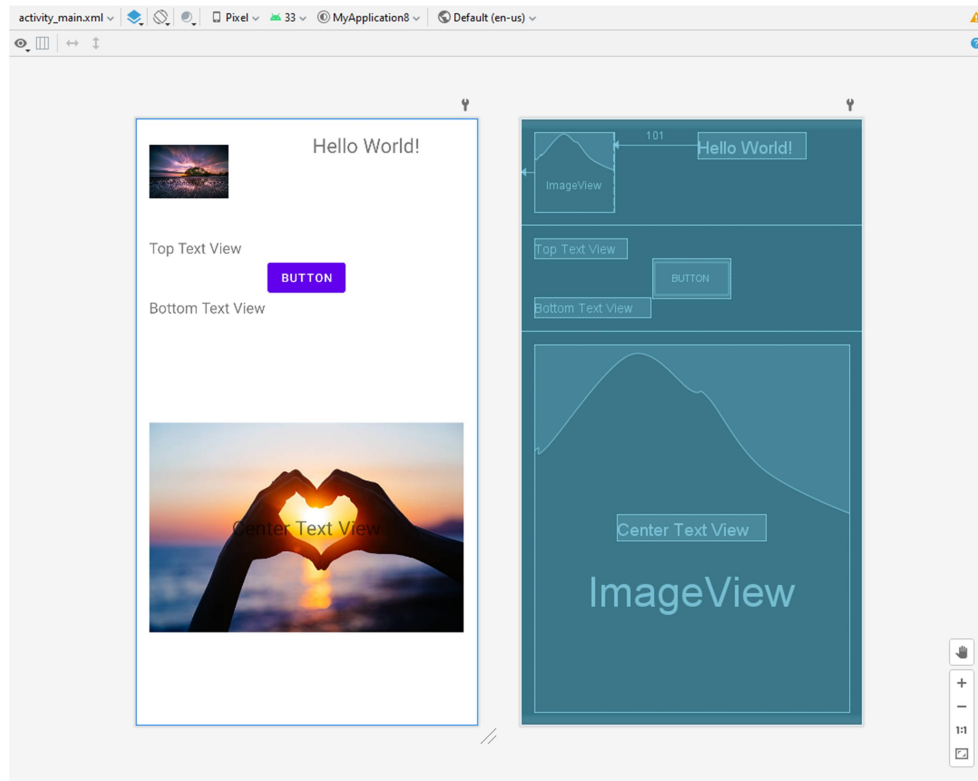 activity_main.xml Pixel 33 MyApplication8 Default (en-us)
Hello World!
Top Text View
BUTTON
Bottom Text View
Center Text View
101
Hello World!
ImageView
Top Text View
BUTTON
Bottom Text View
Center Text View
ImageView
1:1